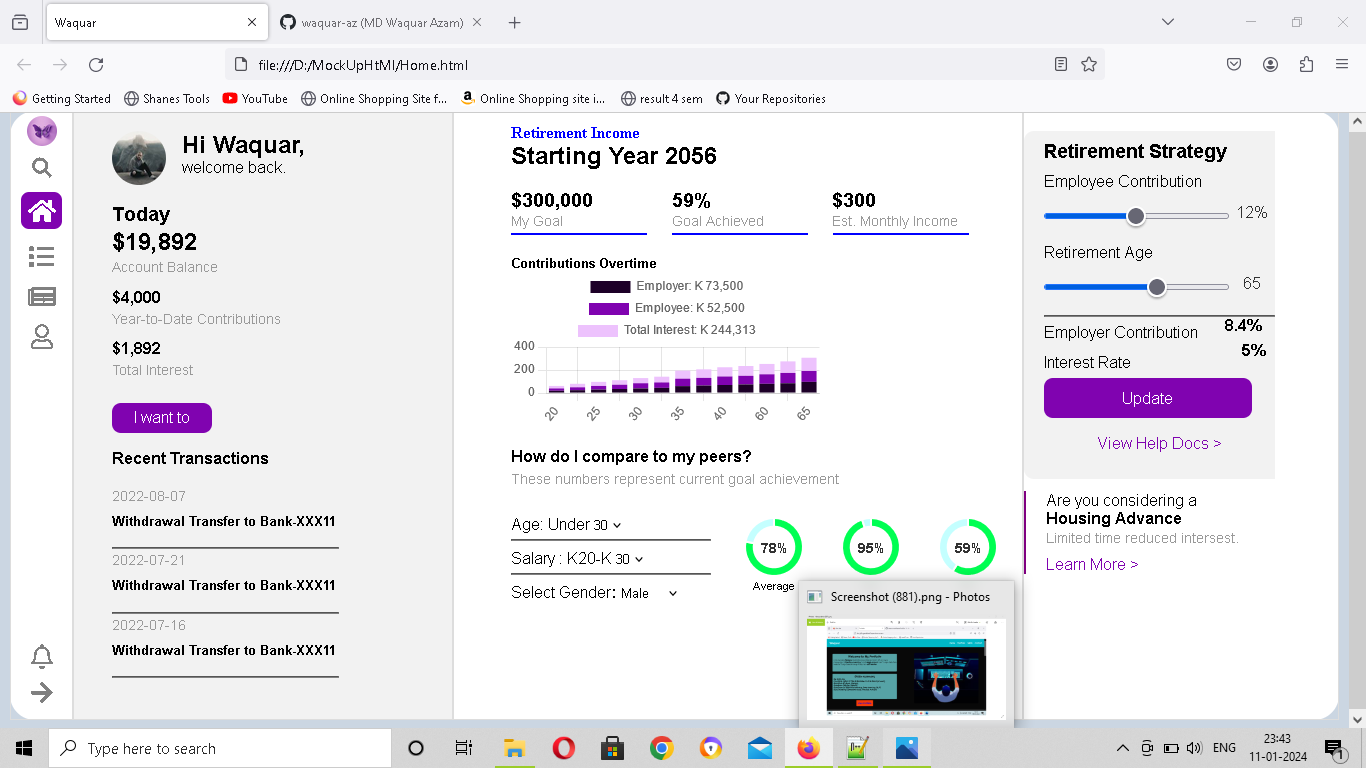 Waquar
waquar-az (MD Waquar Azam)
file:///D:/MockUpHtMl/Home.html
Getting Started
Shanes Tools
YouTube
Online Shopping Site f...
Online Shopping site i...
result 4 sem
Your Repositories
Hi Waquar,
welcome back.
Today
$19,892
Account Balance
$4,000
Year-to-Date Contributions
$1,892
Total Interest
I want to
Recent Transactions
2022-08-07
Withdrawal Transfer to Bank-XXX11
2022-07-21
Withdrawal Transfer to Bank-XXX11
2022-07-16
Withdrawal Transfer to Bank-XXX11
Retirement Income
Starting Year 2056
$300,000 59% $300
My Goal Goal Achieved Est. Monthly Income
Contributions Overtime
Employer: K 73,500
Employee: K 52,500
Total Interest: K 244,313
400
200
0
20 25 30 35 40 60 65
How do I compare to my peers?
These numbers represent current goal achievement
Age: Under 30
Salary : K20-K 30
Select Gender: Male
78% 95% 59%
Average
Screenshot (881).png - Photos
Retirement Strategy
Employee Contribution
12%
Retirement Age
65
Employer Contribution 8.4%
Interest Rate 5%
Update
View Help Docs >
Are you considering a
Housing Advance
Limited time reduced intersest.
Learn More >
Type here to search
ENG
23:43
11-01-2024
1